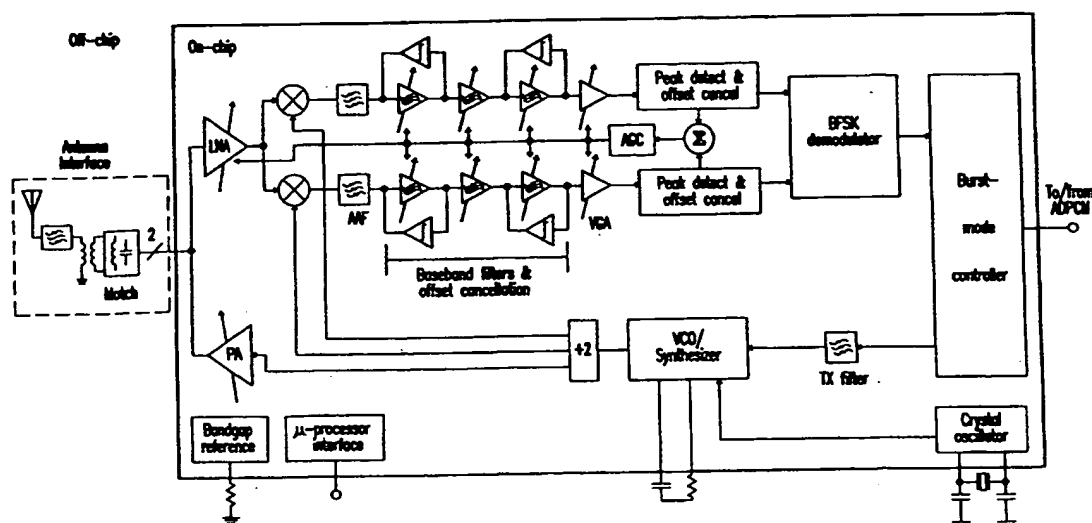 Off-chip
On-chip
Peak detect &
offset cancel
BFSK
demodulator
Burst-
mode
controller
LNA
AGC
Σ
Antenna
Interface
Peak detect &
offset cancel
To/from
ADPCM
AAF
VGA
2
Baseband filters &
offset cancellation
Match
PA
÷2
VCO/
Synthesizer
TX filter
Bandgap
reference
μ-processor
interface
Crystal
oscillator